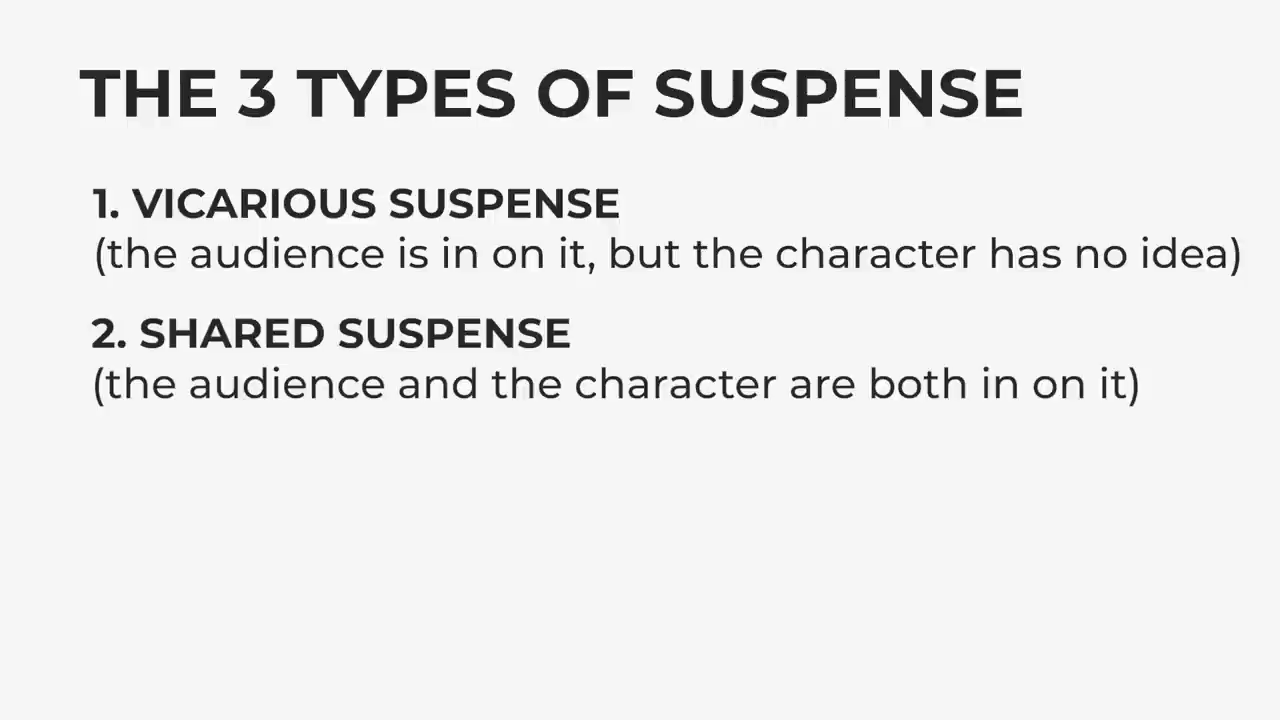 THE 3 TYPES OF SUSPENSE
1. VICARIOUS SUSPENSE
(the audience is in on it, but the character has no idea)
2. SHARED SUSPENSE
(the audience and the character are both in on it)